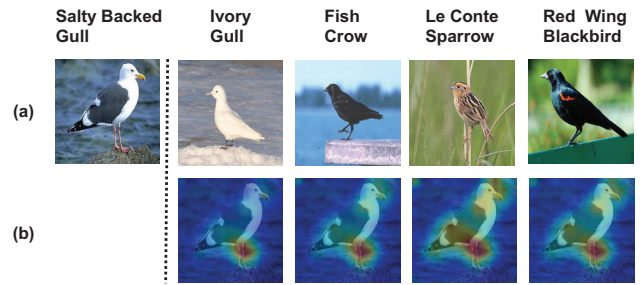 Salty Backed
Gull
Ivory
Gull
Fish
Crow
Le Conte
Sparrow
Red Wing
Blackbird
(a)
(b)